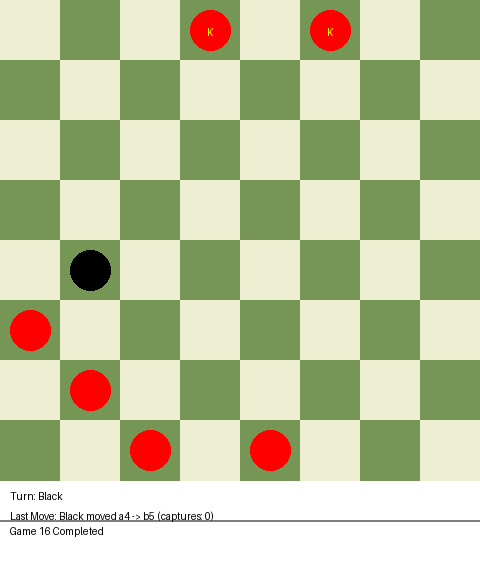 K K
Turn: Black
Last Move: Black moved a4 -> b5 (captures: 0)
Game 16 Completed